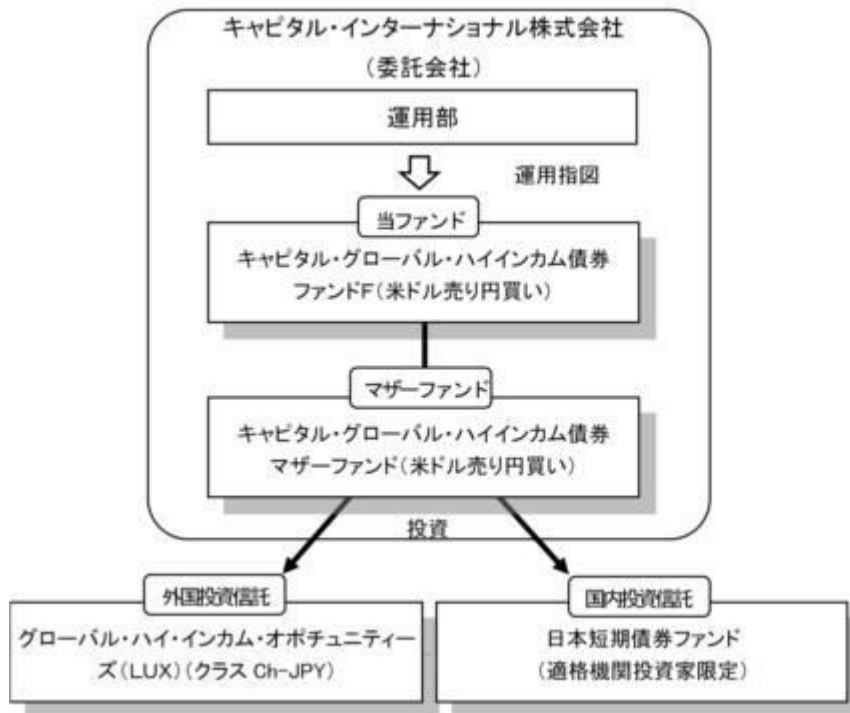 キャピタル・インターナショナル株式会社
（委託会社）
運用部
運用指図
当ファンド
キャピタル・グローバル・ハイインカム債券
ファンドF（米ドル売り円買い）
マザーファンド
キャピタル・グローバル・ハイインカム債券
マザーファンド（米ドル売り円買い）
投資
外国投資信託
グローバル・ハイ・インカム・オポチュニティー
ズ（LUX）（クラス Ch-JPY）
国内投資信託
日本短期債券ファンド
（適格機関投資家限定）